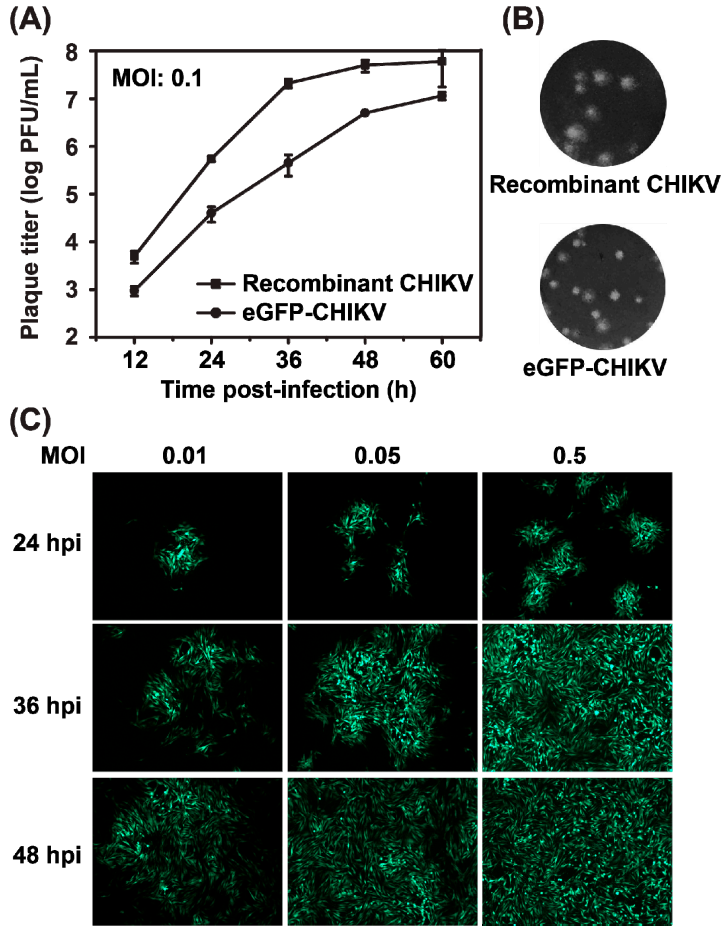 (A)
Plaque titer (log PFU/mL)
8
7
6
5
4
3
2
MOI: 0.1
Recombinant CHIKV
eGFP-CHIKV
12 24 36 48 60
Time post-infection (h)
(B)
Recombinant CHIKV
eGFP-CHIKV
(C)
MOI 0.01 0.05 0.5
24 hpi
36 hpi
48 hpi